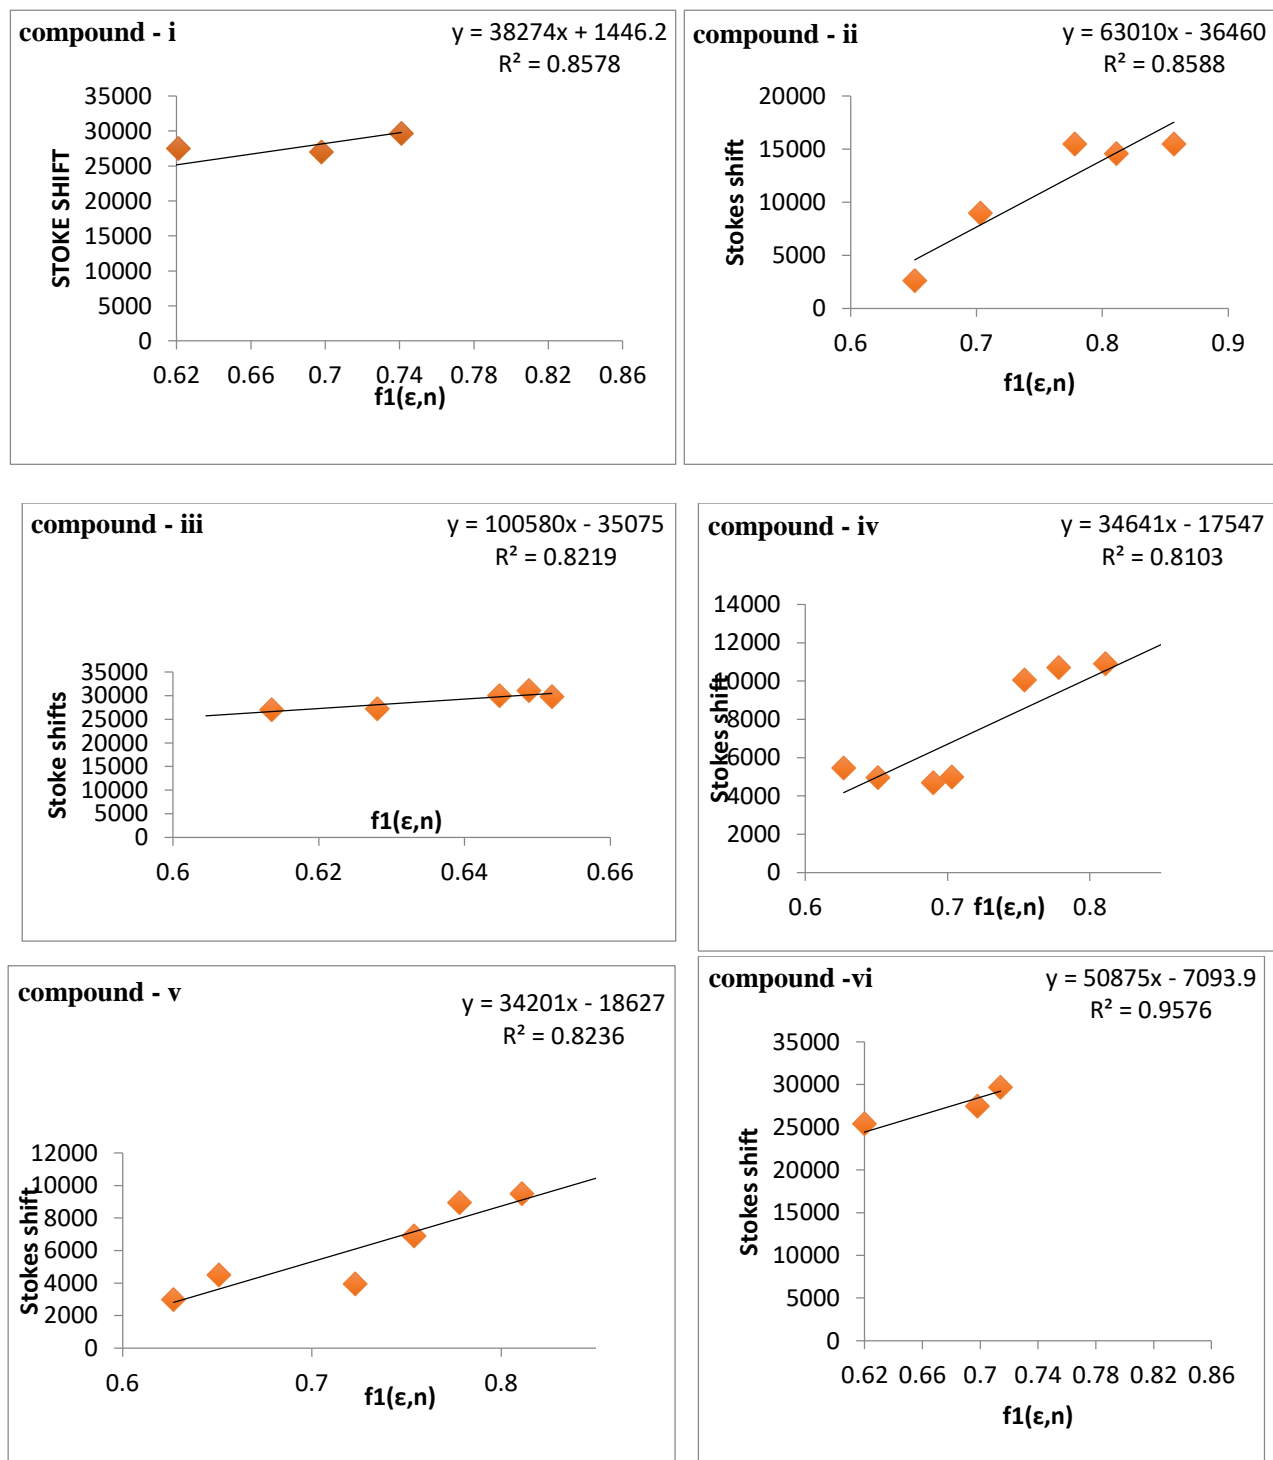 compound - i
y = 38274x + 1446.2
R² = 0.8578
STOKE SHIFT
35000
30000
25000
20000
15000
10000
5000
0
0.62 0.66 0.7 0.74 0.78 0.82 0.86
f1(ε,n)
compound - ii
y = 63010x - 36460
R² = 0.8588
Stokes shift
20000
15000
10000
5000
0
0.6 0.7 0.8 0.9
f1(ε,n)
compound - iii
y = 100580x - 35075
R² = 0.8219
Stoke shifts
35000
30000
25000
20000
15000
10000
5000
0
f1(ε,n)
0.6 0.62 0.64 0.66
compound - iv
y = 34641x - 17547
R² = 0.8103
Stokes shift
14000
12000
10000
8000
6000
4000
2000
0
0.6 0.7 0.8
f1(ε,n)
compound - v
y = 34201x - 18627
R² = 0.8236
Stokes shift
12000
10000
8000
6000
4000
2000
0
0.6 0.7 0.8
f1(ε,n)
compound -vi
y = 50875x - 7093.9
R² = 0.9576
Stokes shift
35000
30000
25000
20000
15000
10000
5000
0
0.62 0.66 0.7 0.74 0.78 0.82 0.86
f1(ε,n)